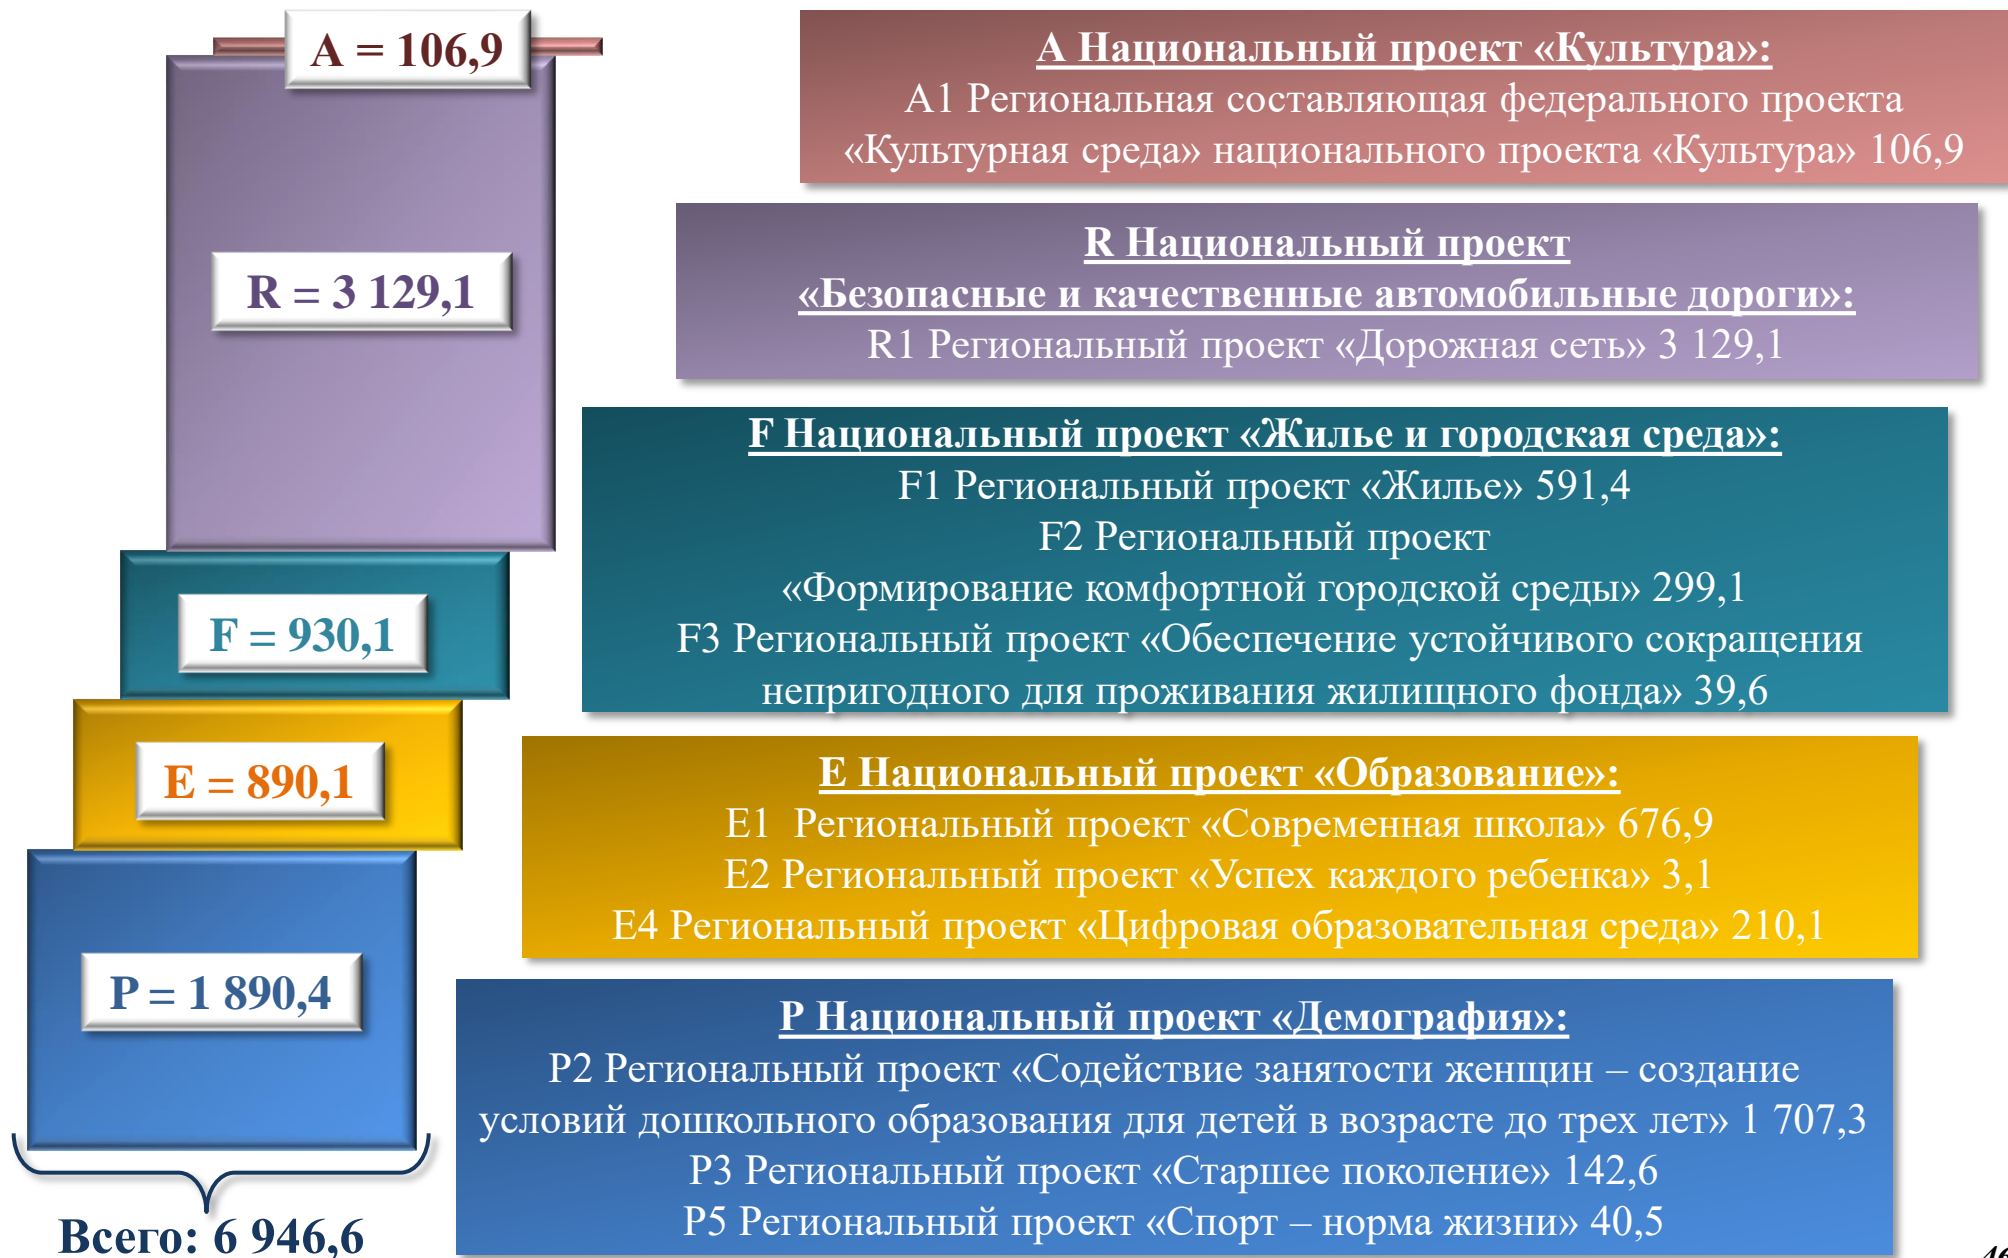 A = 106,9
R = 3 129,1
F = 930,1
E = 890,1
P = 1 890,4
Всего: 6 946,6
А Национальный проект «Культура»:
А1 Региональная составляющая федерального проекта
«Культурная среда» национального проекта «Культура» 106,9
R Национальный проект
«Безопасные и качественные автомобильные дороги»:
R1 Региональный проект «Дорожная сеть» 3 129,1
F Национальный проект «Жилье и городская среда»:
F1 Региональный проект «Жилье» 591,4
F2 Региональный проект
«Формирование комфортной городской среды» 299,1
F3 Региональный проект «Обеспечение устойчивого сокращения
непригодного для проживания жилищного фонда» 39,6
E Национальный проект «Образование»:
E1 Региональный проект «Современная школа» 676,9
E2 Региональный проект «Успех каждого ребенка» 3,1
E4 Региональный проект «Цифровая образовательная среда» 210,1
P Национальный проект «Демография»:
P2 Региональный проект «Содействие занятости женщин – создание
условий дошкольного образования для детей в возрасте до трех лет» 1 707,3
P3 Региональный проект «Старшее поколение» 142,6
P5 Региональный проект «Спорт – норма жизни» 40,5